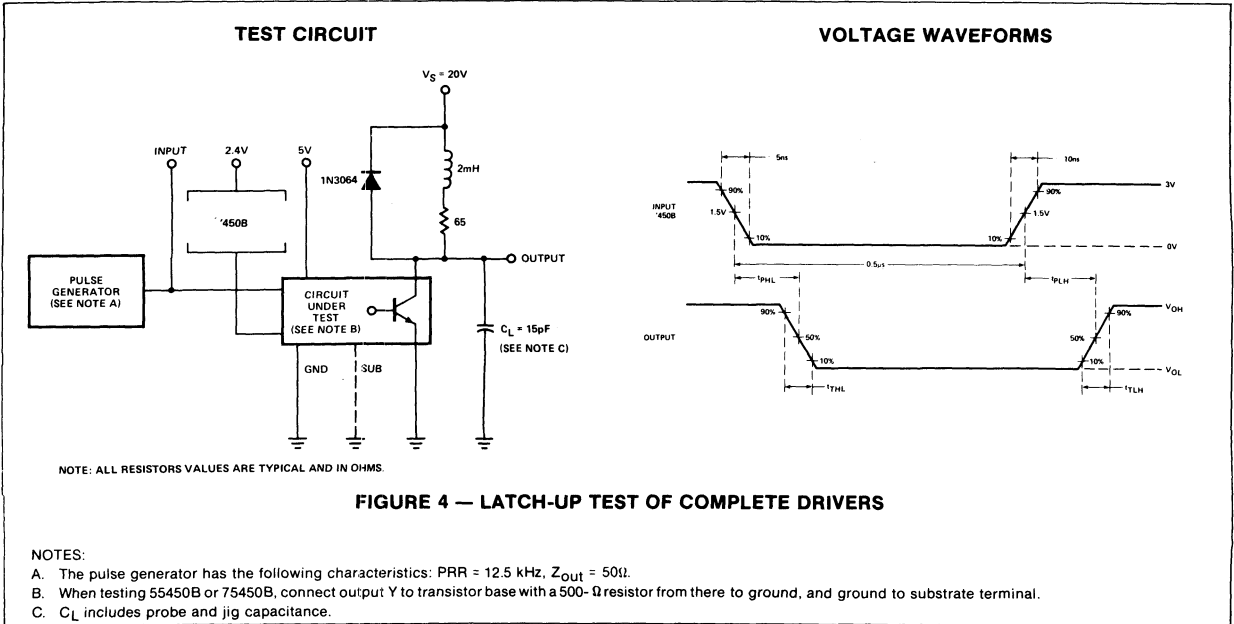 TEST CIRCUIT
VS = 20V
INPUT
2.4V
5V
1N3064
2mH
'450B
65
OUTPUT
PULSE
GENERATOR
(SEE NOTE A)
CIRCUIT
UNDER
TEST
(SEE NOTE B)
CL = 15pF
(SEE NOTE C)
GND
SUB
NOTE: ALL RESISTORS VALUES ARE TYPICAL AND IN OHMS.
VOLTAGE WAVEFORMS
5ns
10ns
INPUT
'450B
90%
90%
3V
1.5V
1.5V
10%
10%
0V
0.5µs
tPHL
tPLH
OUTPUT
90%
90%
VOH
50%
50%
10%
10%
VOL
tTHL
tTLH
FIGURE 4 — LATCH-UP TEST OF COMPLETE DRIVERS
NOTES:
A. The pulse generator has the following characteristics: PRR = 12.5 kHz, Zout = 50Ω.
B. When testing 55450B or 75450B, connect output Y to transistor base with a 500- Ω resistor from there to ground, and ground to substrate terminal.
C. CL includes probe and jig capacitance.